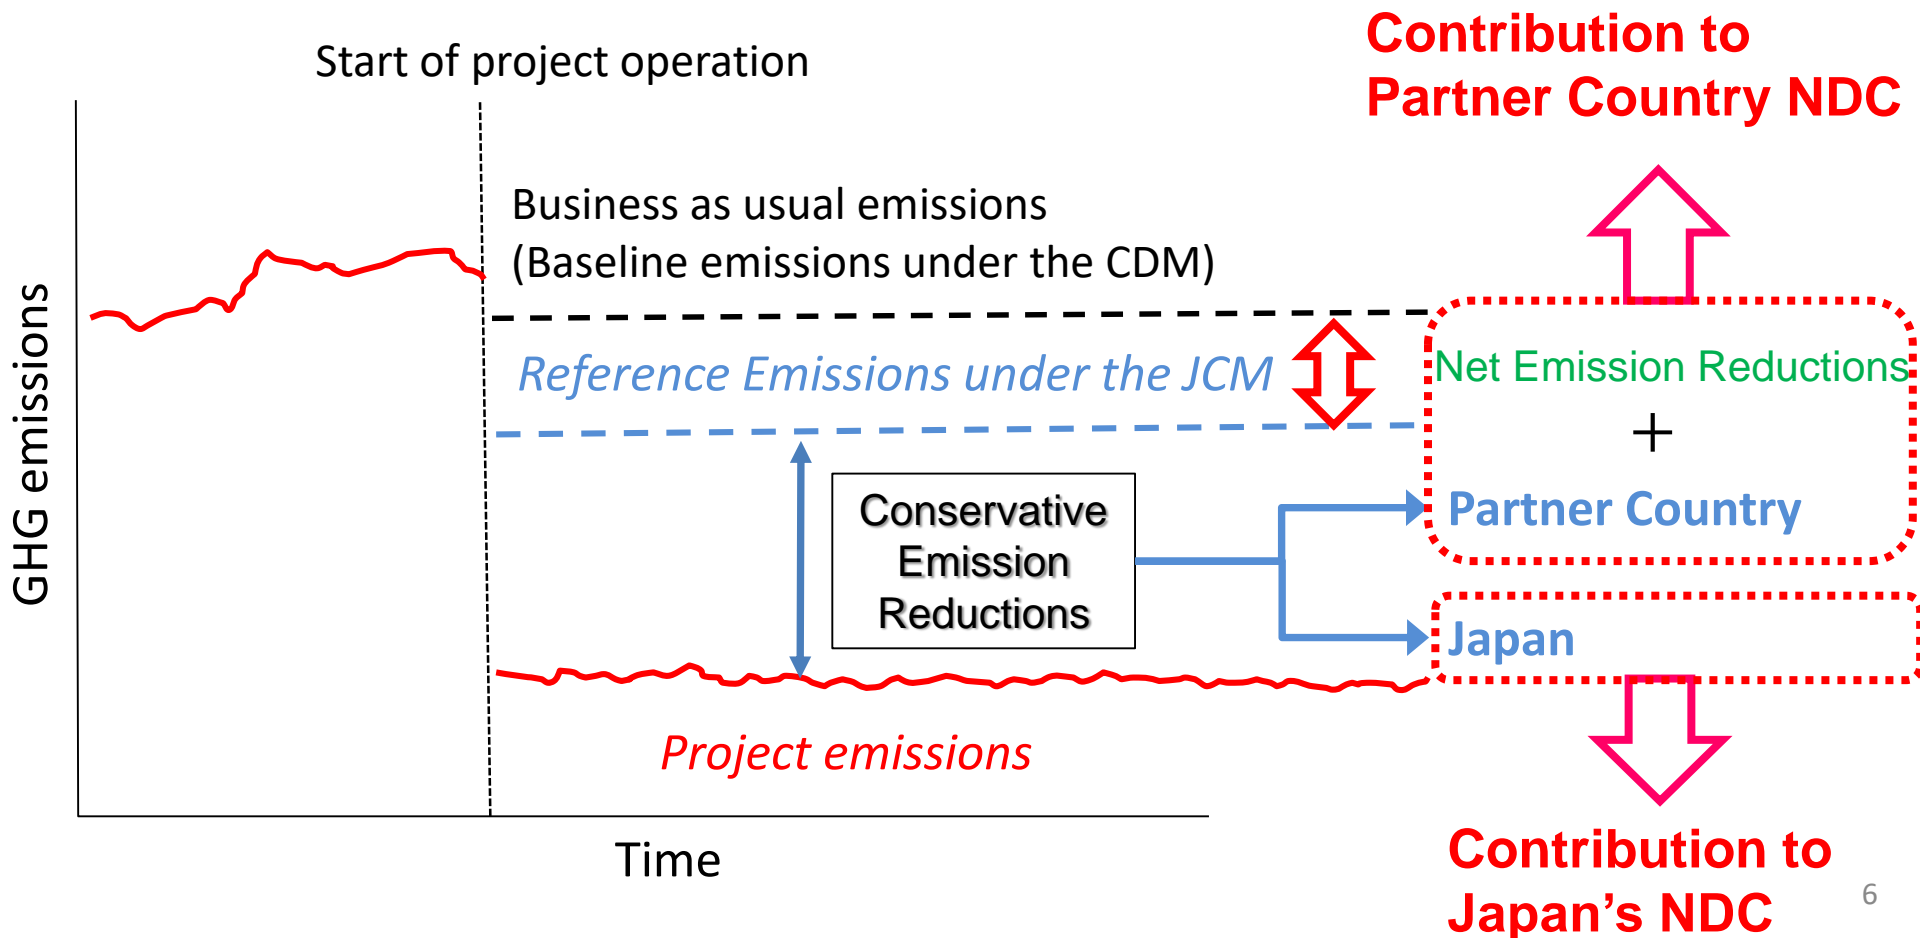 Contribution to
Partner Country NDC
Start of project operation
Business as usual emissions
(Baseline emissions under the CDM)
Reference Emissions under the JCM
Net Emission Reductions
+
Partner Country
Conservative
Emission
Reductions
Japan
GHG emissions
Project emissions
Time
Contribution to
Japan’s NDC
6